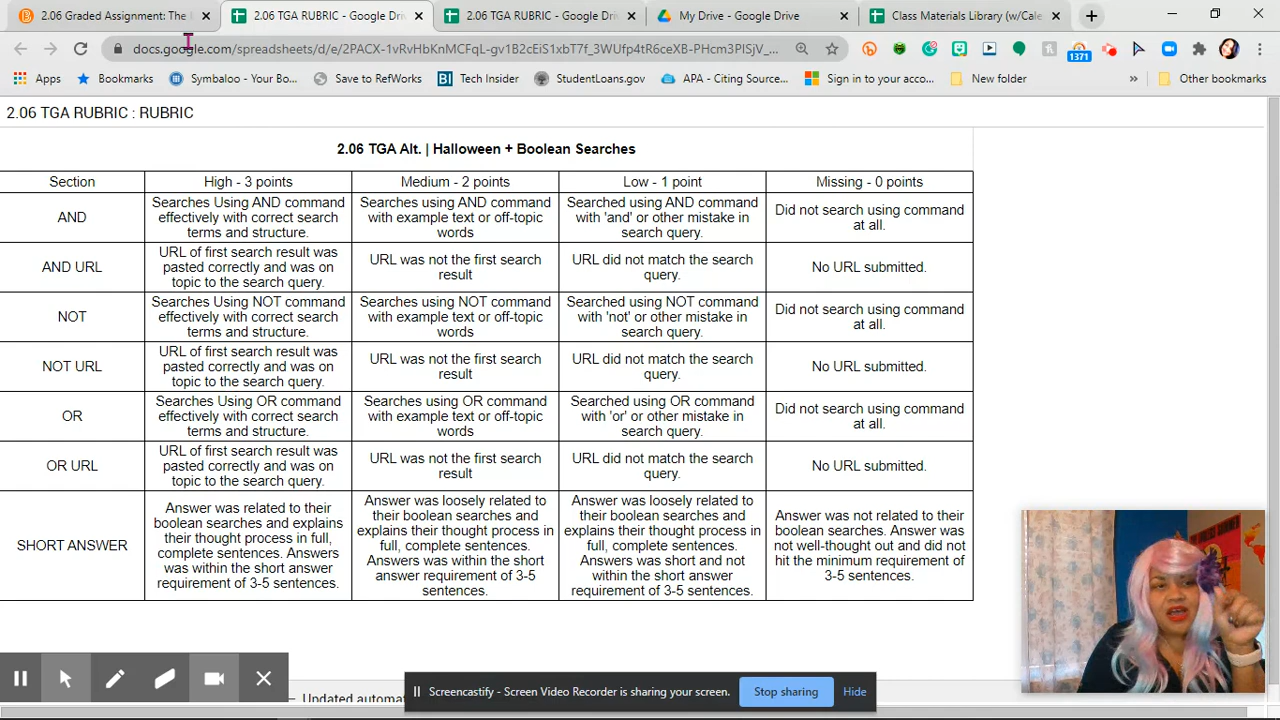 2.06 Graded Assignment: The
2.06 TGA RUBRIC - Google Dri
2.06 TGA RUBRIC - Google Dri
My Drive - Google Drive
Class Materials Library (w/Cale
docs.google.com/spreadsheets/d/e/2PACX-1vRvHbKnMCFqL-gv1B2cEiS1xbT7f_3WUfp4tR6ceXB-PHcm3PISjV_...
1371
Apps
Bookmarks
Symbaloo - Your Bo...
Save to RefWorks
BI Tech Insider
StudentLoans.gov
APA - Citing Source...
Sign in to your acco...
New folder
»
Other bookmarks
2.06 TGA RUBRIC : RUBRIC
2.06 TGA Alt. | Halloween + Boolean Searches
Section
High - 3 points
Medium - 2 points
Low - 1 point
Missing - 0 points
AND
Searches Using AND command
effectively with correct search
terms and structure.
Searches using AND command
with example text or off-topic
words
Searched using AND command
with 'and' or other mistake in
search query.
Did not search using command
at all.
AND URL
URL of first search result was
pasted correctly and was on
topic to the search query.
URL was not the first search
result
URL did not match the search
query.
No URL submitted.
NOT
Searches Using NOT command
effectively with correct search
terms and structure.
Searches using NOT command
with example text or off-topic
words
Searched using NOT command
with 'not' or other mistake in
search query.
Did not search using command
at all.
NOT URL
URL of first search result was
pasted correctly and was on
topic to the search query.
URL was not the first search
result
URL did not match the search
query.
No URL submitted.
OR
Searches Using OR command
effectively with correct search
terms and structure.
Searches using OR command
with example text or off-topic
words
Searched using OR command
with 'or' or other mistake in
search query.
Did not search using command
at all.
OR URL
URL of first search result was
pasted correctly and was on
topic to the search query.
URL was not the first search
result
URL did not match the search
query.
No URL submitted.
SHORT ANSWER
Answer was related to their
boolean searches and explains
their thought process in full,
complete sentences. Answers
was within the short answer
requirement of 3-5 sentences.
Answer was loosely related to
their boolean searches and
explains their thought process in
full, complete sentences.
Answers was within the short
answer requirement of 3-5
sentences.
Answer was loosely related to
their boolean searches and
explains their thought process in
full, complete sentences.
Answers was short and not
within the short answer
requirement of 3-5 sentences.
Answer was not related to their
boolean searches. Answer was
not well-thought out and did not
hit the minimum requirement of
3-5 sentences.
Updated automa
Screencastify - Screen Video Recorder is sharing your screen.
Stop sharing
Hide